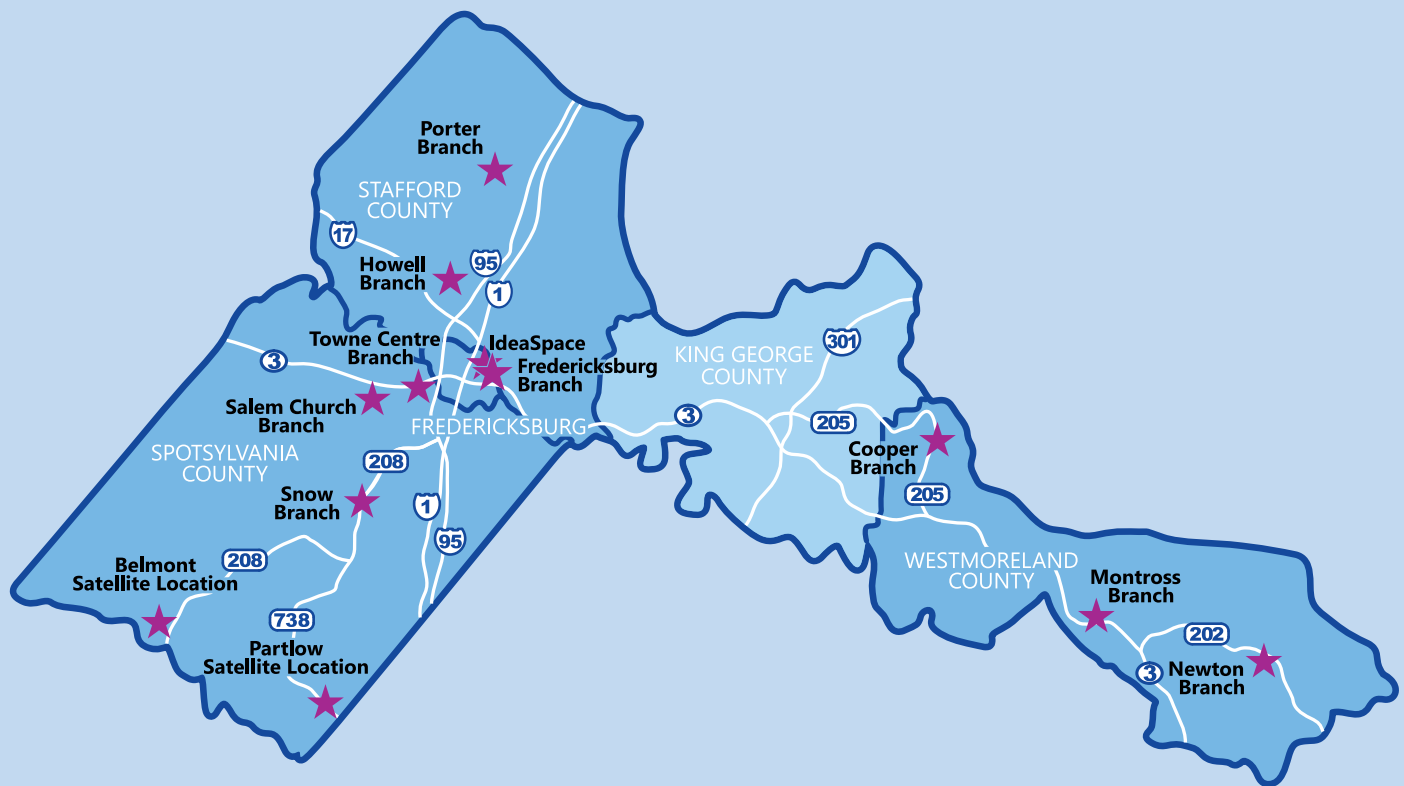 Porter
Branch
STAFFORD
COUNTY
17
Howell
Branch
95
1
Towne Centre
Branch
IdeaSpace
Fredericksburg
Branch
3
Salem Church
Branch
FREDERICKSBURG
SPOTSYLVANIA
COUNTY
208
Snow
Branch
1
95
Belmont
Satellite Location
208
738
Partlow
Satellite Location
301
KING GEORGE
COUNTY
3
205
Cooper
Branch
205
WESTMORELAND
COUNTY
Montross
Branch
202
Newton
Branch
3